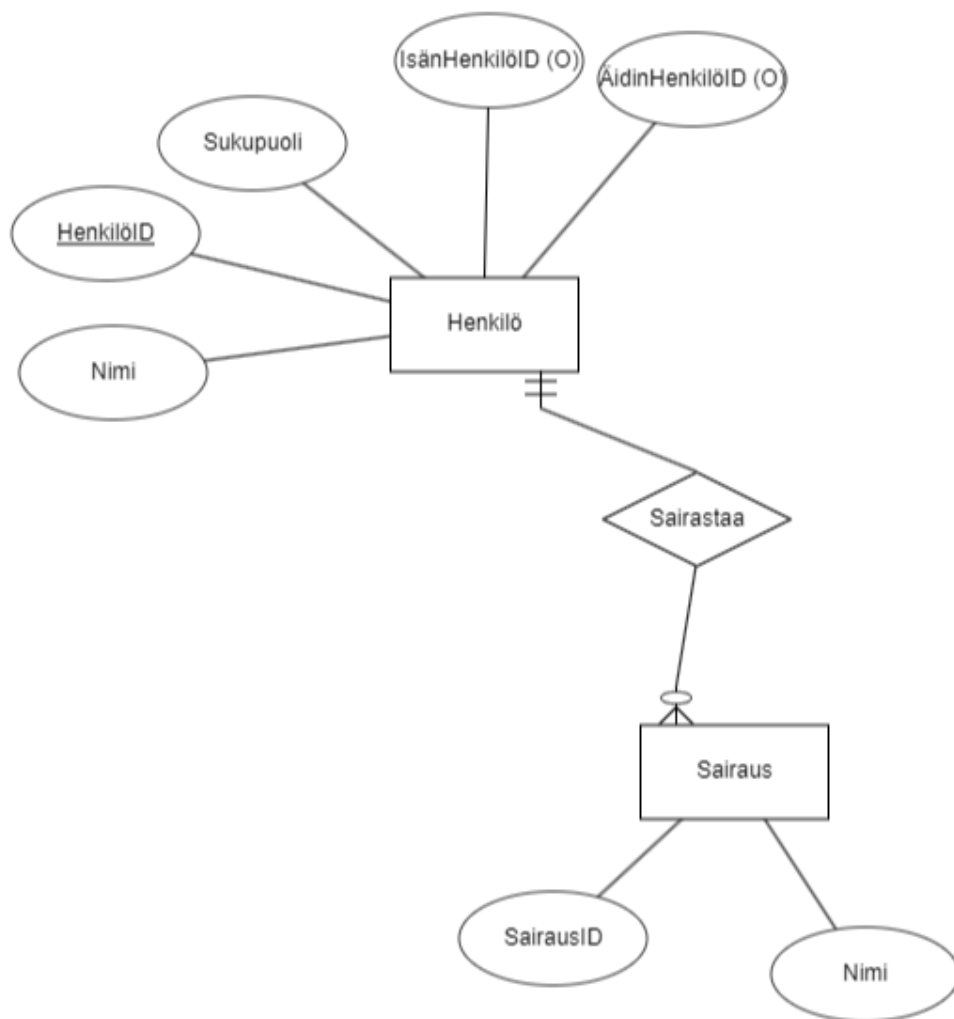 IsänHenkilöID (O)
ÄidinHenkilöID (O)
Sukupuoli
HenkilöID
Henkilö
Nimi
Sairastaa
Sairaus
SairausID
Nimi